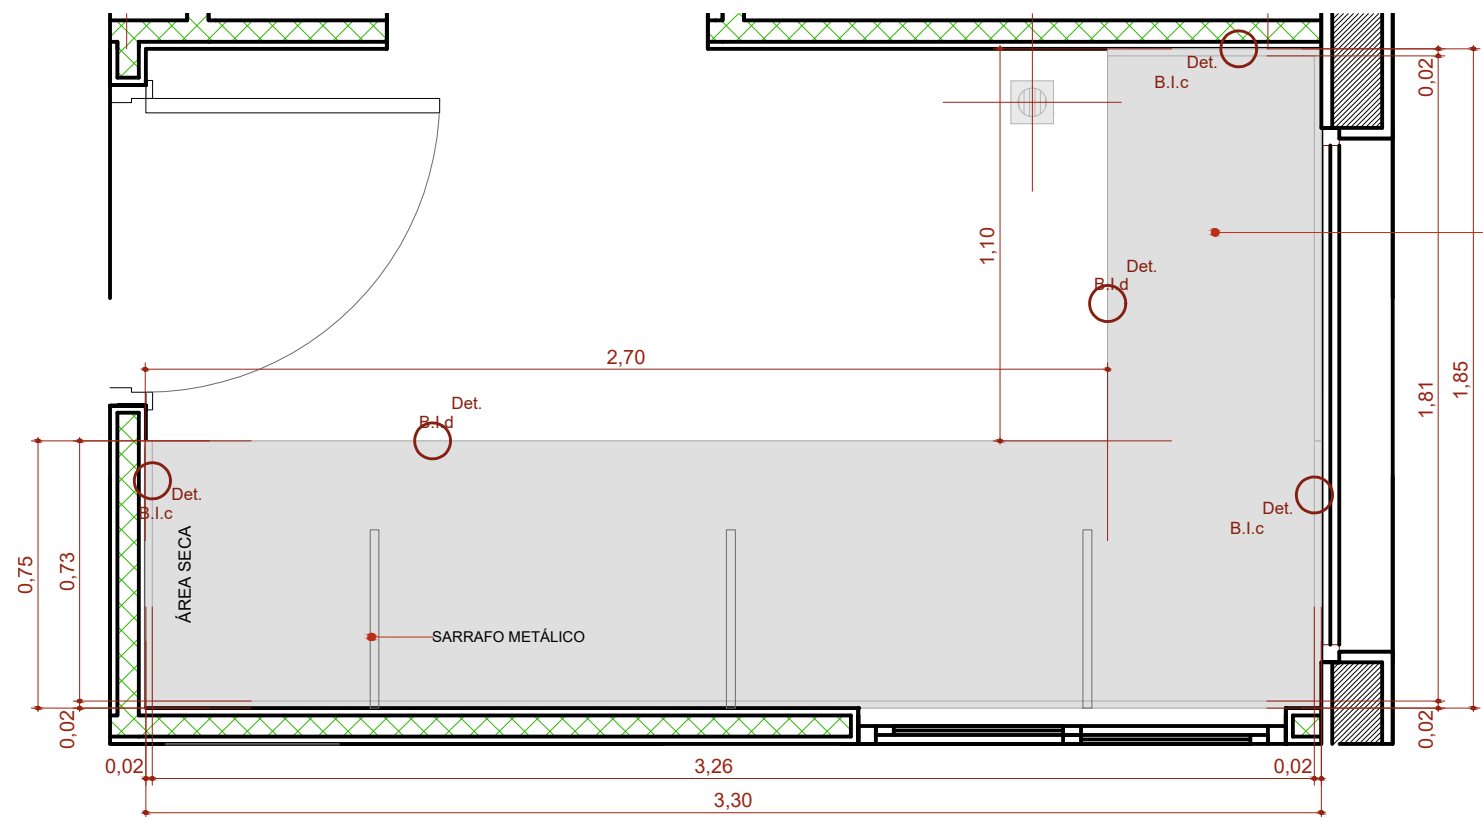 Det.
B.I.c
0,02
1,10
Det.
B.I.d
2,70
1,85
1,81
Det.
B.I.d
Det.
B.I.c
Det.
B.I.c
ÁREA SECA
0,75
0,73
SARRAFO METÁLICO
0,02
0,02
0,02
3,26
0,02
3,30